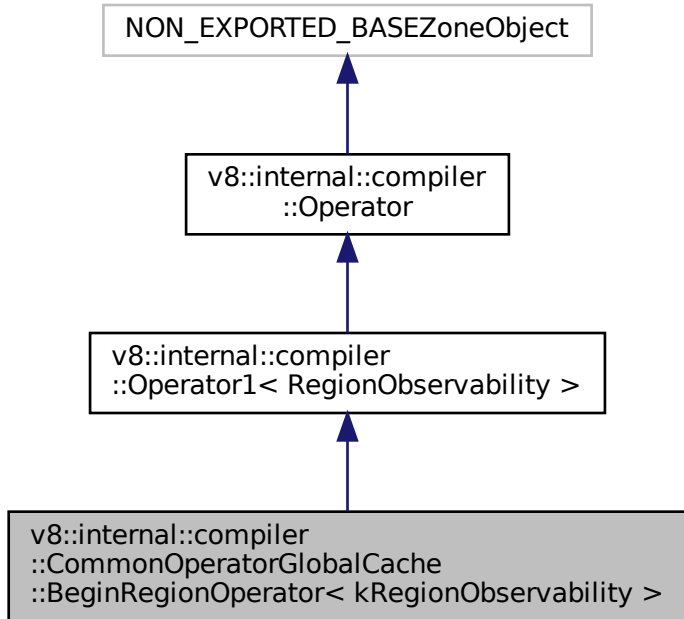 NON_EXPORTED_BASEZoneObject
v8::internal::compiler
::Operator
v8::internal::compiler
::Operator1< RegionObservability >
v8::internal::compiler
::CommonOperatorGlobalCache
::BeginRegionOperator< kRegionObservability >